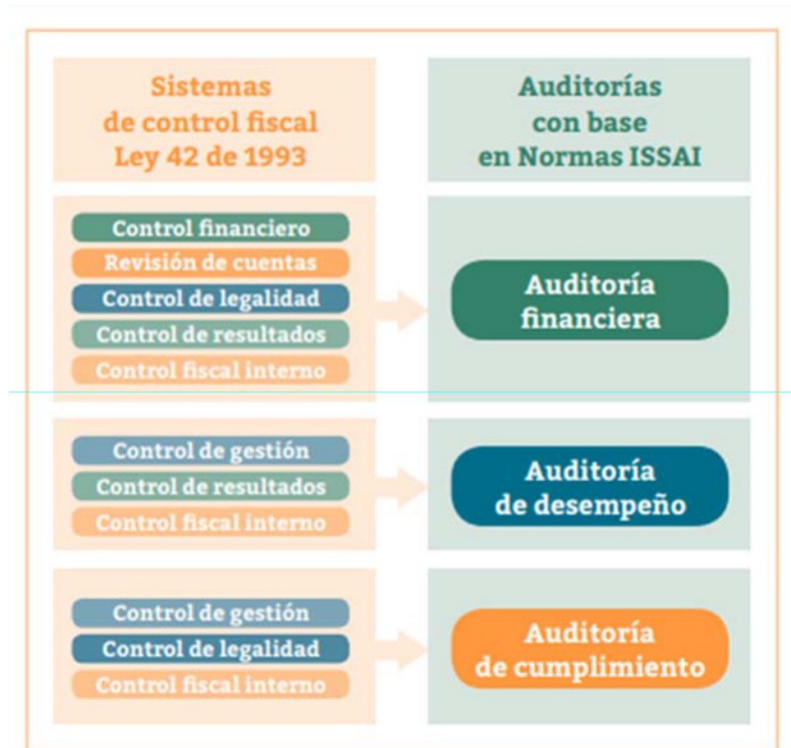 Sistemas
de control fiscal
Ley 42 de 1993
Auditorías
con base
en Normas ISSAI
Control financiero
Revisión de cuentas
Control de legalidad
Control de resultados
Control fiscal interno
Auditoría
financiera
Control de gestión
Control de resultados
Control fiscal interno
Auditoría
de desempeño
Control de gestión
Control de legalidad
Control fiscal interno
Auditoría
de cumplimiento